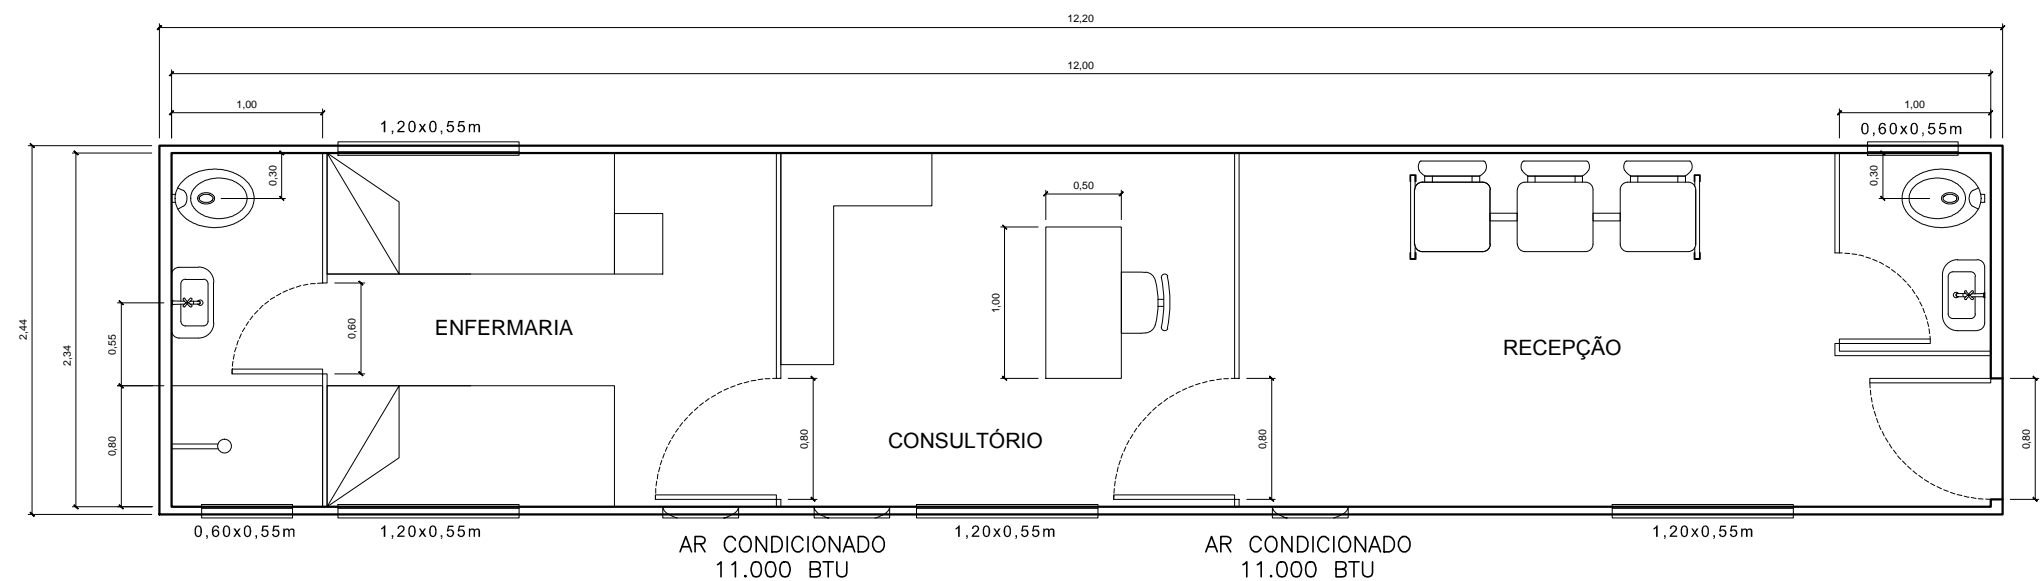 12,20
12,00
1,00
1,00
1,20x0,55m
0,60x0,55m
0,30
0,50
0,30
2,44
2,34
0,55
0,60
1,00
ENFERMARIA
RECEPÇÃO
0,80
0,80
CONSULTÓRIO
0,80
0,80
0,60x0,55m
1,20x0,55m
1,20x0,55m
1,20x0,55m
AR CONDICIONADO
11.000 BTU
AR CONDICIONADO
11.000 BTU